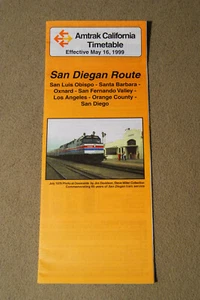 Amtrak California
Timetable
Effective May 16, 1999
San Diegan Route
San Luis Obispo - Santa Barbara -
Oxnard - San Fernando Valley -
Los Angeles - Orange County -
San Diego